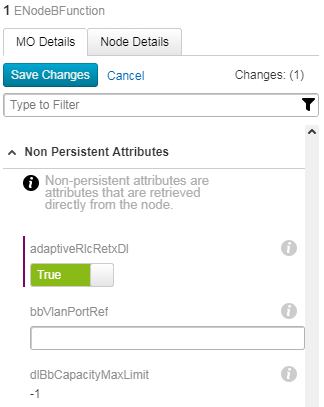 1 ENodeBFunction
MO Details
Node Details
Save Changes
Cancel
Changes: (1)
Type to Filter
Non Persistent Attributes
Non-persistent attributes are
attributes that are retrieved
directly from the node.
adaptiveRlcRetxDl
True
bbVlanPortRef
dlBbCapacityMaxLimit
-1